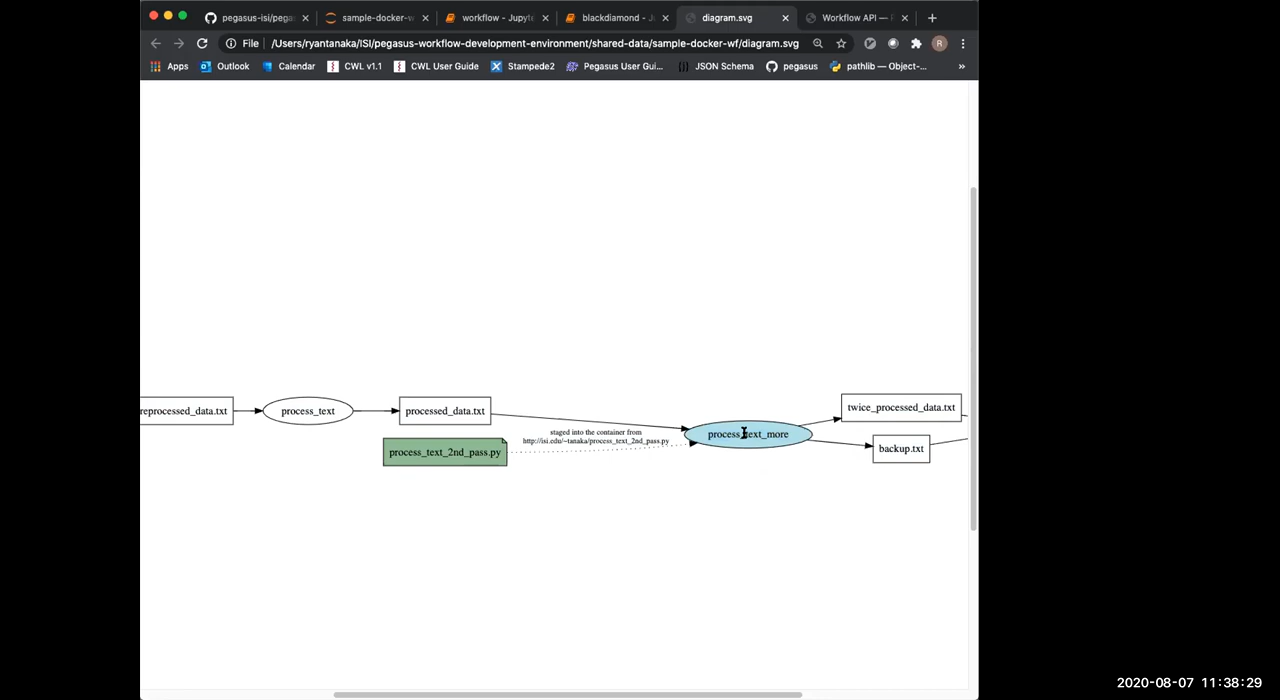 pegasus-isi/pega
sample-docker-w
workflow - Jupyt
blackdiamond - J
diagram.svg
Workflow API —
File
/Users/ryantanaka/ISI/pegasus-workflow-development-environment/shared-data/sample-docker-wf/diagram.svg
R
Apps
Outlook
Calendar
CWL v1.1
CWL User Guide
Stampede2
Pegasus User Gui...
JSON Schema
pegasus
pathlib — Object-...
»
reprocessed_data.txt
process_text
processed_data.txt
staged into the container from
http://isi.edu/~tanaka/process_text_2nd_pass.py
process_text_2nd_pass.py
process_text_more
twice_processed_data.txt
backup.txt
2020-08-07 11:38:29